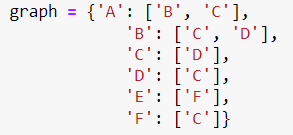 graph = {'A': ['B', 'C'],
'B': ['C', 'D'],
'C': ['D'],
'D': ['C'],
'E': ['F'],
'F': ['C']}